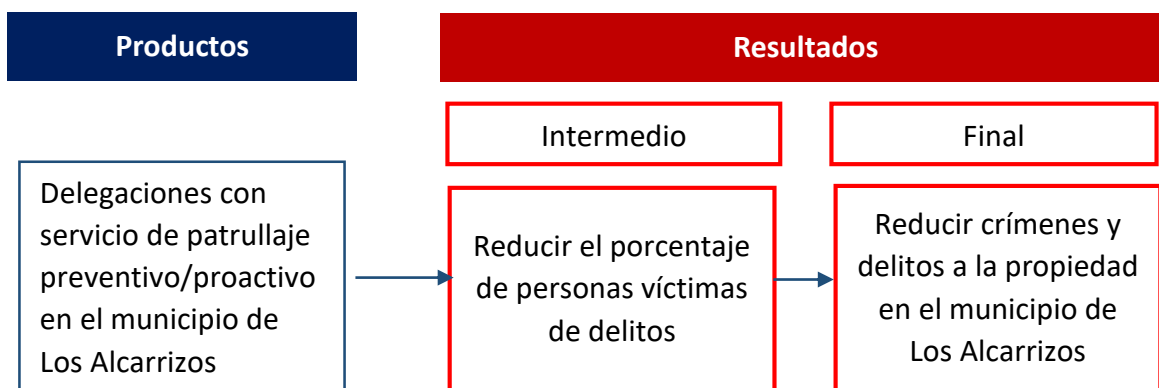 Productos
Resultados
Intermedio
Final
Delegaciones con
servicio de patrullaje
preventivo/proactivo
en el municipio de
Los Alcarrizos
Reducir el porcentaje
de personas víctimas
de delitos
Reducir crímenes y
delitos a la propiedad
en el municipio de
Los Alcarrizos